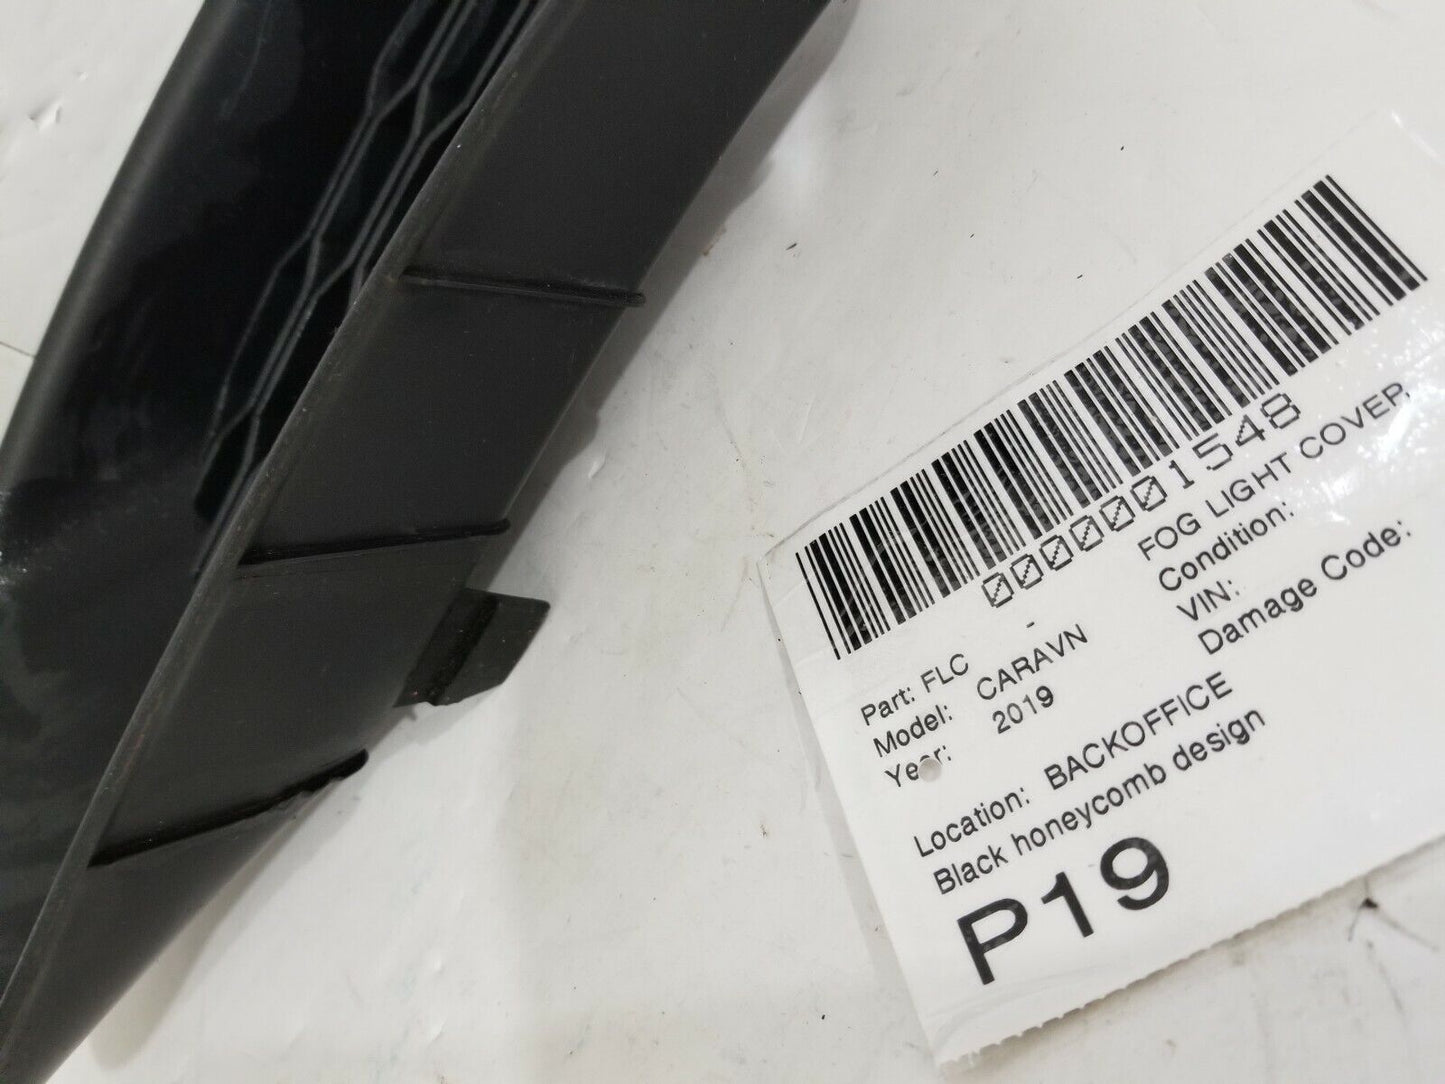 0000001548
Part: FLC - FOG LIGHT COVER
Model: CARAVN Condition:
Year: 2019 VIN:
Damage Code:
Location: BACKOFFICE
Black honeycomb design
P19